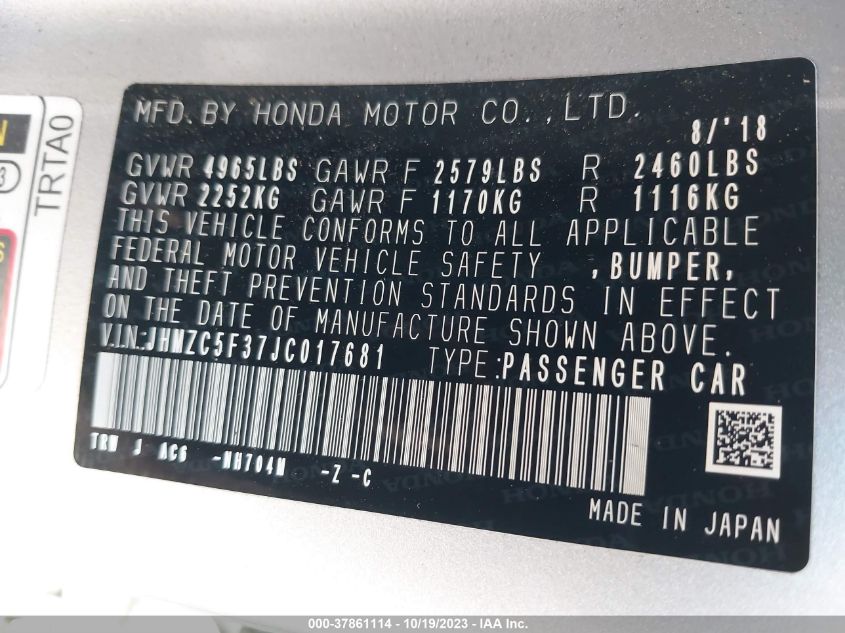 MFD. BY HONDA MOTOR CO., LTD.
8/'18
GVWR 4965LBS GAWR F 2579LBS R 2460LBS
GVWR 2252KG GAWR F 1170KG R 1116KG
THIS VEHICLE CONFORMS TO ALL APPLICABLE
FEDERAL MOTOR VEHICLE SAFETY , BUMPER,
AND THEFT PREVENTION STANDARDS IN EFFECT
ON THE DATE OF MANUFACTURE SHOWN ABOVE.
V.I.N.:JHMZC5F37JC017681 TYPE:PASSENGER CAR
TRW J AC6 -NH704M -Z -C
MADE IN JAPAN
TRTA0
000-37861114 - 10/19/2023 - IAA Inc.